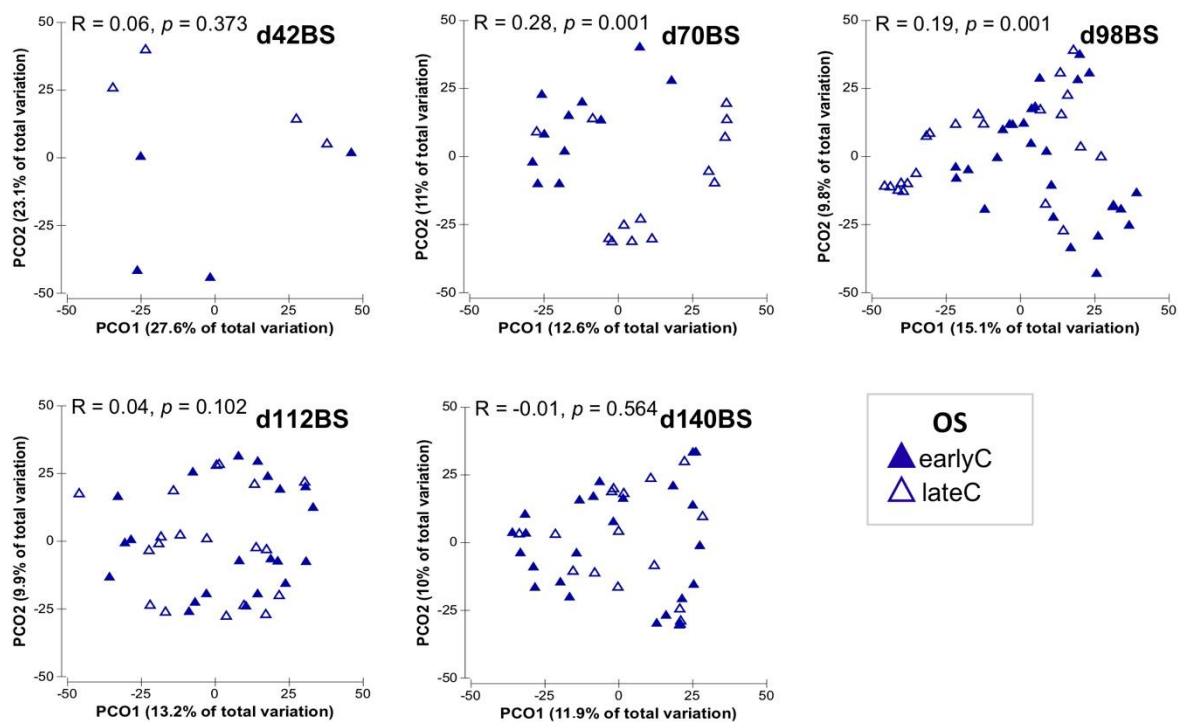 R = 0.06, p = 0.373
d42BS
50
25
0
-25
-50
PCO2 (23.1% of total variation)
-50 -25 0 25 50
PCO1 (27.6% of total variation)
R = 0.28, p = 0.001
d70BS
50
25
0
-25
-50
PCO2 (11% of total variation)
-50 -25 0 25 50
PCO1 (12.6% of total variation)
R = 0.19, p = 0.001
d98BS
50
25
0
-25
-50
PCO2 (9.8% of total variation)
-50 -25 0 25 50
PCO1 (15.1% of total variation)
R = 0.04, p = 0.102
d112BS
50
25
0
-25
-50
PCO2 (9.9% of total variation)
-50 -25 0 25 50
PCO1 (13.2% of total variation)
R = -0.01, p = 0.564
d140BS
50
25
0
-25
-50
PCO2 (10% of total variation)
-50 -25 0 25 50
PCO1 (11.9% of total variation)
OS
earlyC
lateC